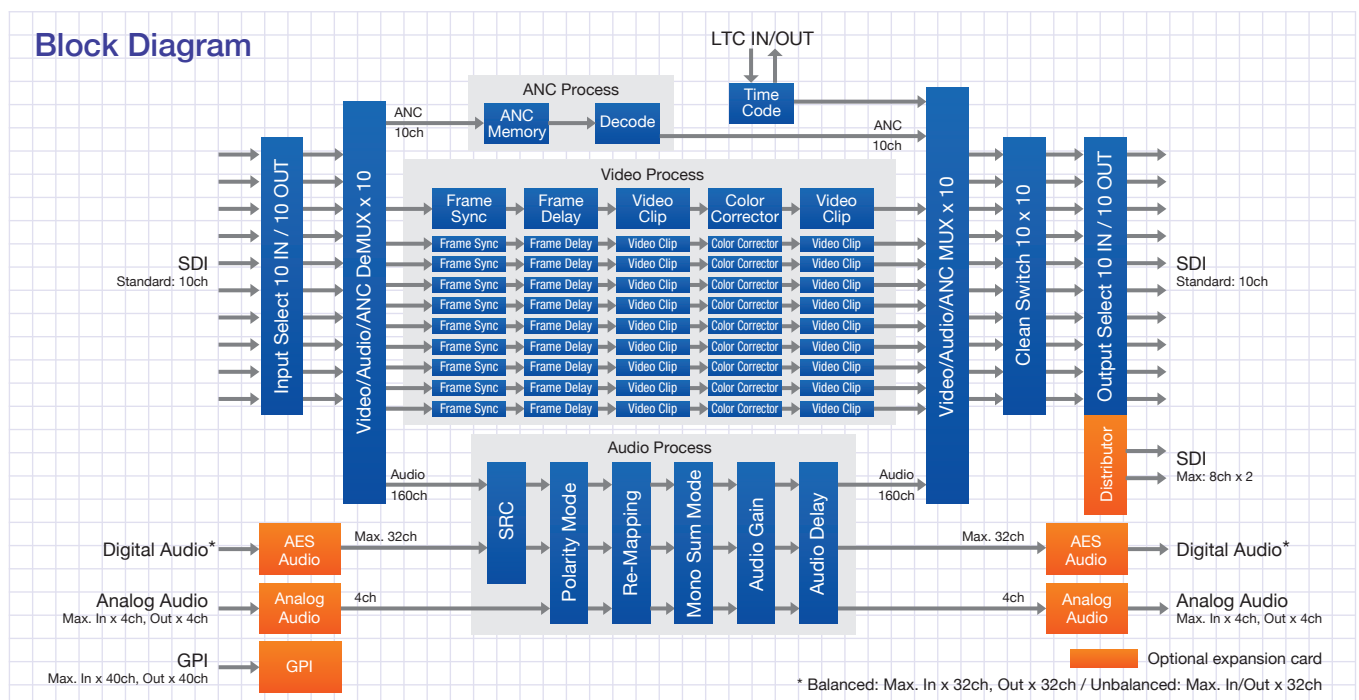 Block Diagram
LTC IN/OUT
Time
Code
ANC Process
ANC
10ch
ANC
Memory
Decode
ANC
10ch
SDI
Standard: 10ch
Input Select 10 IN / 10 OUT
Video/Audio/ANC DeMUX x 10
Video Process
Frame
Sync
Frame
Delay
Video
Clip
Color
Corrector
Video
Clip
Frame Sync Frame Delay Video Clip Color Corrector Video Clip
Frame Sync Frame Delay Video Clip Color Corrector Video Clip
Frame Sync Frame Delay Video Clip Color Corrector Video Clip
Frame Sync Frame Delay Video Clip Color Corrector Video Clip
Frame Sync Frame Delay Video Clip Color Corrector Video Clip
Frame Sync Frame Delay Video Clip Color Corrector Video Clip
Frame Sync Frame Delay Video Clip Color Corrector Video Clip
Frame Sync Frame Delay Video Clip Color Corrector Video Clip
Frame Sync Frame Delay Video Clip Color Corrector Video Clip
Video/Audio/ANC MUX x 10
Clean Switch 10 x 10
Output Select 10 IN / 10 OUT
SDI
Standard: 10ch
Distributor
SDI
Max: 8ch x 2
Audio Process
Audio
160ch
SRC
Polarity Mode
Re-Mapping
Mono Sum Mode
Audio Gain
Audio Delay
Audio
160ch
Digital Audio*
AES
Audio
Max. 32ch
Max. 32ch
AES
Audio
Digital Audio*
Analog Audio
Max. In x 4ch, Out x 4ch
Analog
Audio
4ch
4ch
Analog
Audio
Analog Audio
Max. In x 4ch, Out x 4ch
GPI
Max. In x 40ch, Out x 40ch
GPI
Optional expansion card
* Balanced: Max. In x 32ch, Out x 32ch / Unbalanced: Max. In/Out x 32ch